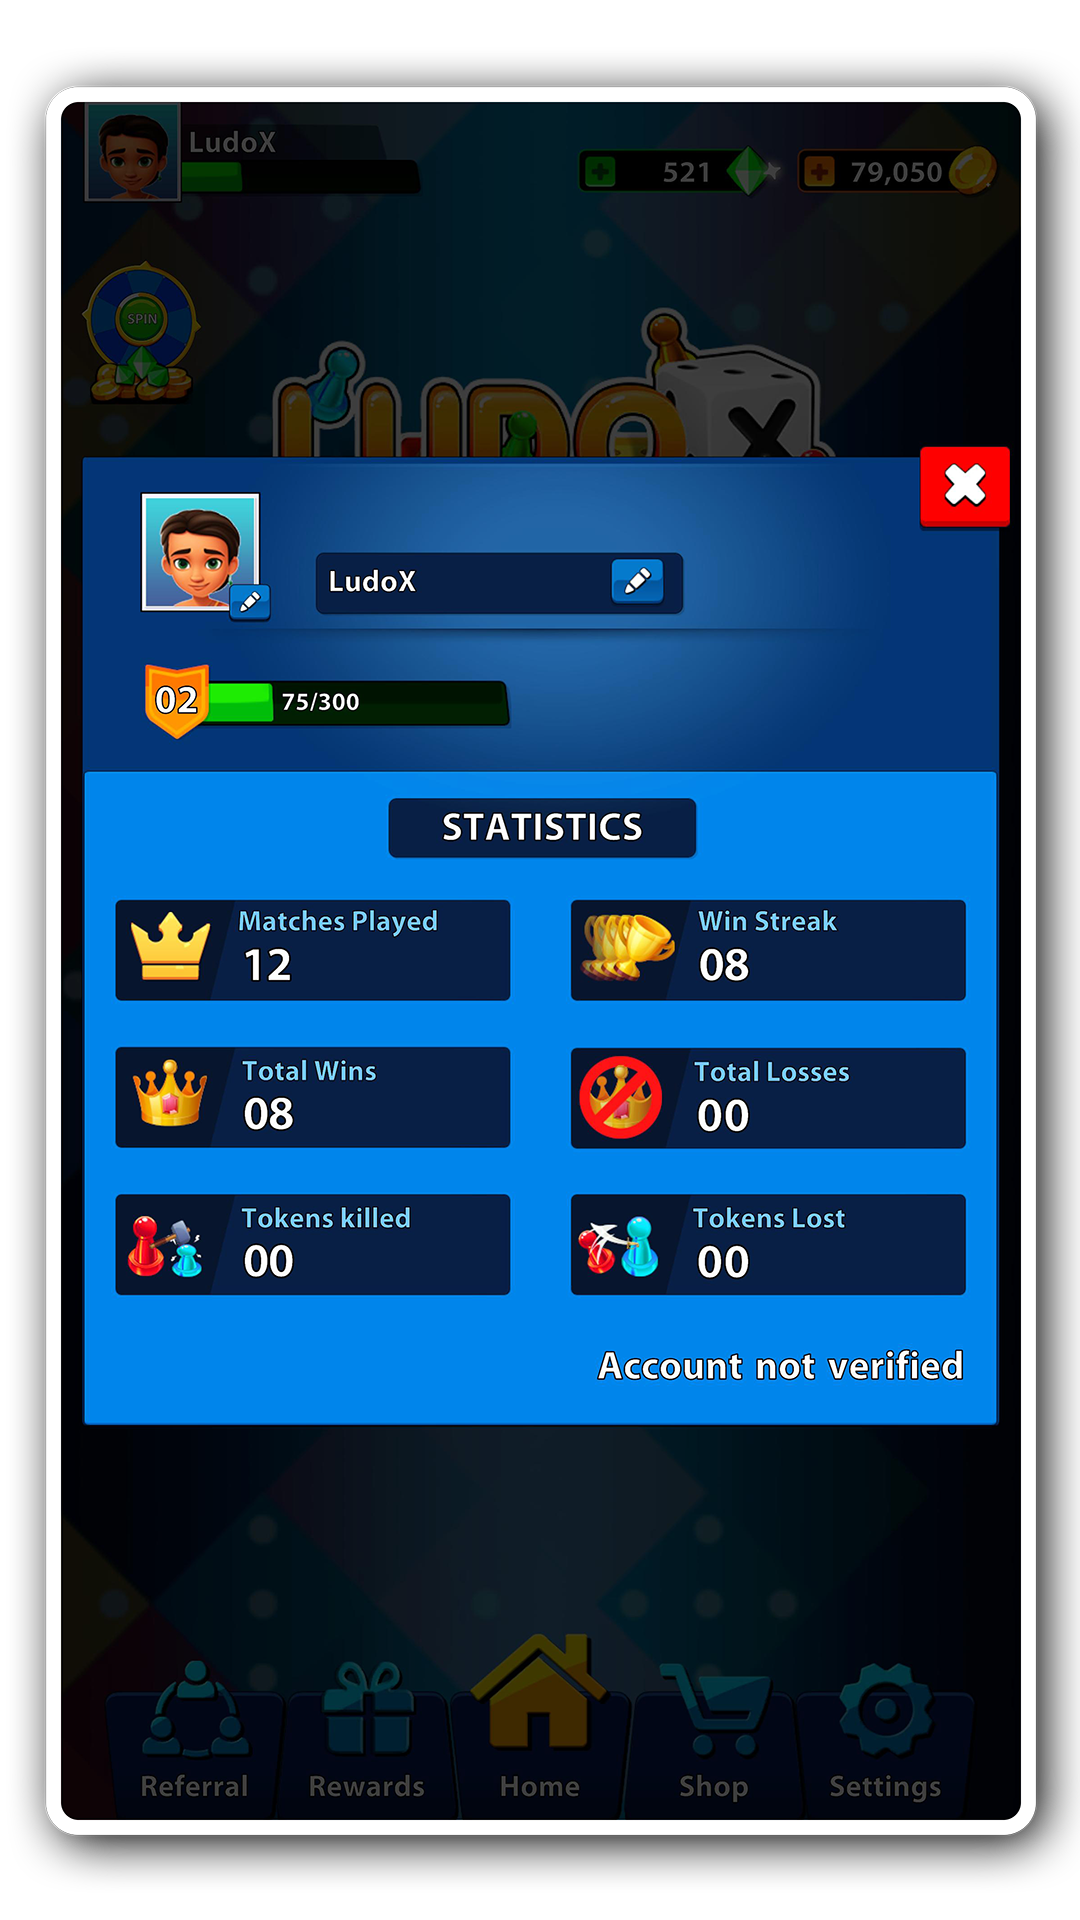 LudoX
521
79,050
SPIN
LUDO X
LudoX
02
75/300
STATISTICS
Matches Played
12
Win Streak
08
Total Wins
08
Total Losses
00
Tokens killed
00
Tokens Lost
00
Account not verified
Referral
Rewards
Home
Shop
Settings